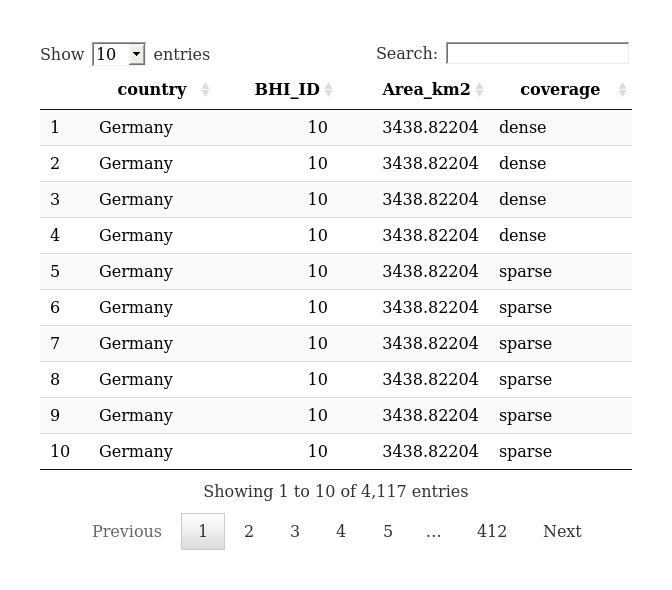 Show 10 entries Search:
country BHI_ID Area_km2 coverage
1 Germany 10 3438.82204 dense
2 Germany 10 3438.82204 dense
3 Germany 10 3438.82204 dense
4 Germany 10 3438.82204 dense
5 Germany 10 3438.82204 sparse
6 Germany 10 3438.82204 sparse
7 Germany 10 3438.82204 sparse
8 Germany 10 3438.82204 sparse
9 Germany 10 3438.82204 sparse
10 Germany 10 3438.82204 sparse
Showing 1 to 10 of 4,117 entries
Previous 1 2 3 4 5 … 412 Next